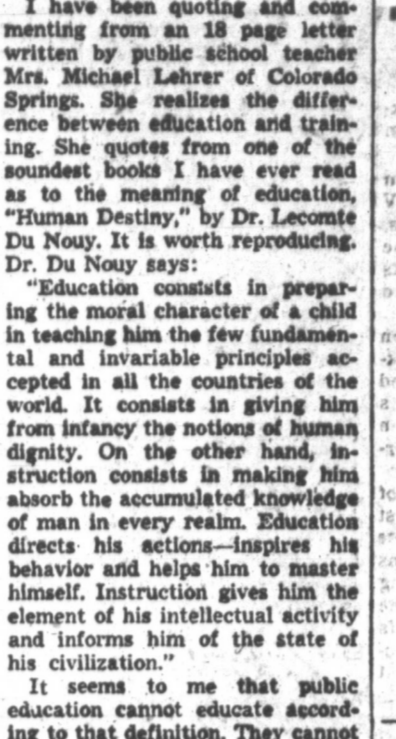 I have been quoting and com-
menting from an 18 page letter
written by public school teacher
Mrs. Michael Lehrer of Colorado
Springs. She realizes the differ-
ence between education and train-
ing. She quotes from one of the
soundest books I have ever read
as to the meaning of education,
"Human Destiny," by Dr. Lecomte
Du Nouy. It is worth reproducing.
Dr. Du Nouy says:
"Education consists in prepar-
ing the moral character of a child
in teaching him the few fundamen-
tal and invariable principles ac-
cepted in all the countries of the
world. It consists in giving him
from infancy the notions of human
dignity. On the other hand, in-
struction consists in making him
absorb the accumulated knowledge
of man in every realm. Education
directs his actions—inspires his
behavior and helps him to master
himself. Instruction gives him the
element of his intellectual activity
and informs him of the state of
his civilization."
It seems to me that public
education cannot educate accord-
ing to that definition. They cannot